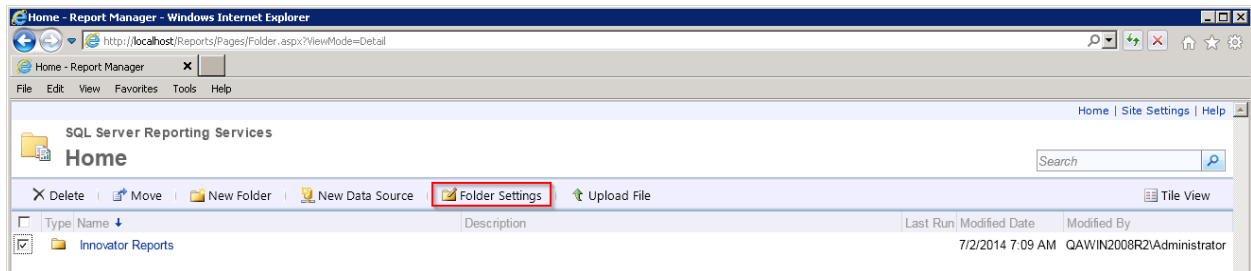 Home - Report Manager - Windows Internet Explorer
http://localhost/Reports/Pages/Folder.aspx?ViewMode=Detail
Home - Report Manager
File Edit View Favorites Tools Help
Home | Site Settings | Help
SQL Server Reporting Services
Home
Search
Delete Move New Folder New Data Source Folder Settings Upload File Tile View
Type Name Description Last Run Modified Date Modified By
Innovator Reports 7/2/2014 7:09 AM QAWIN2008R2\Administrator